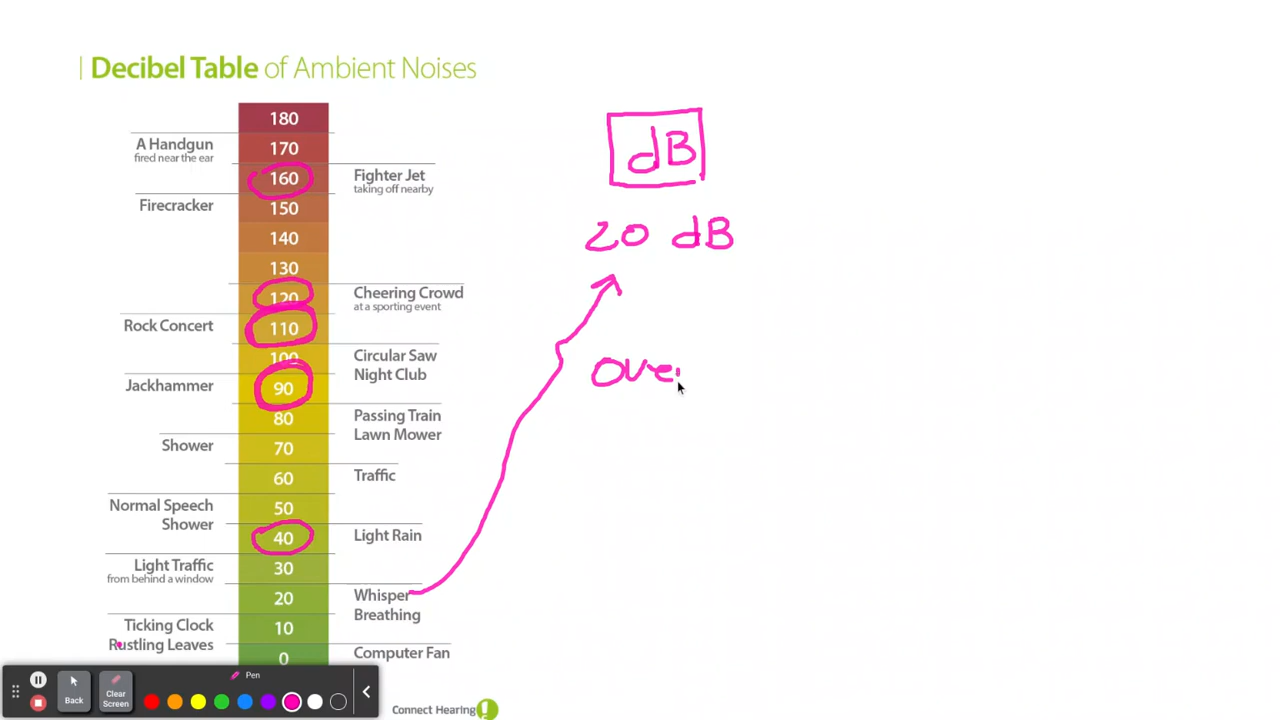 Decibel Table of Ambient Noises
180
A Handgun
fired near the ear
170
160
Fighter Jet
taking off nearby
Firecracker
150
140
130
120
Cheering Crowd
at a sporting event
Rock Concert
110
100
Circular Saw
Night Club
Jackhammer
90
80
Passing Train
Lawn Mower
Shower
70
60
Traffic
Normal Speech
Shower
50
40
Light Rain
Light Traffic
from behind a window
30
20
Whisper
Breathing
Ticking Clock
Rustling Leaves
10
0
Computer Fan
Connect Hearing
dB
20 dB
ove
Pen
Back
Clear
Screen